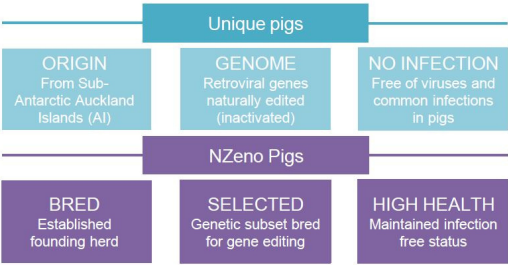 Unique pigs
ORIGIN
From Sub-
Antarctic Auckland
Islands (AI)
GENOME
Retroviral genes
naturally edited
(inactivated)
NO INFECTION
Free of viruses and
common infections
in pigs
NZeno Pigs
BRED
Established
founding herd
SELECTED
Genetic subset bred
for gene editing
HIGH HEALTH
Maintained infection
free status